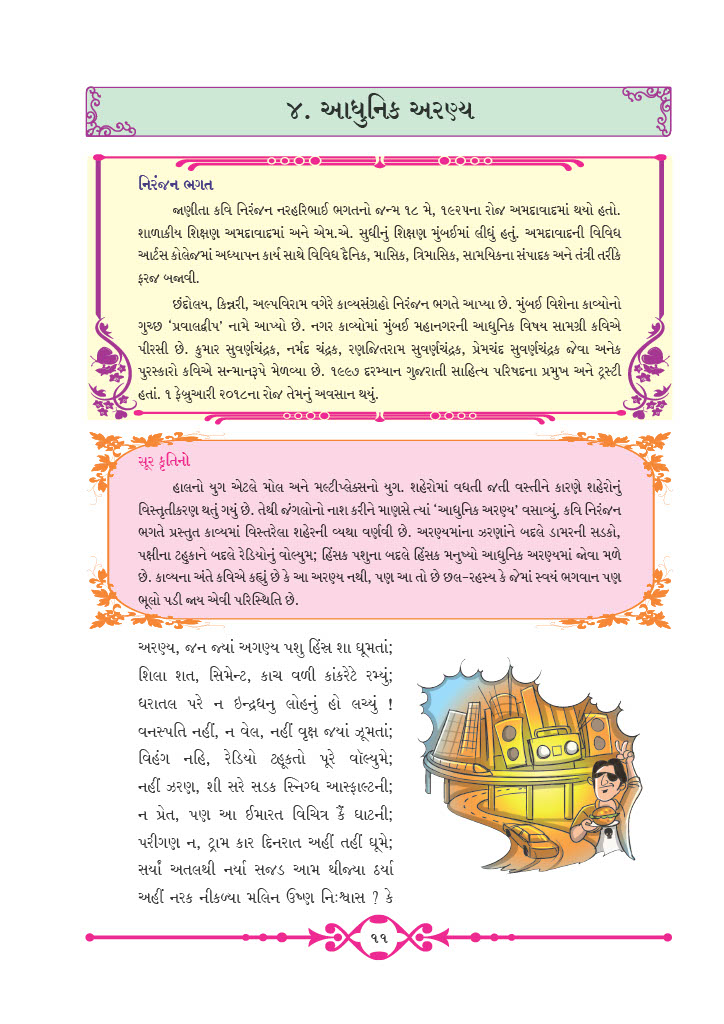 ૪. આધુનિક અરણ્ય
નિરંજન ભગત
જાણીતા કવિ નિરંજન નરહરિભાઈ ભગતનો જન્મ ૧૮ મે, ૧૯૨૫ના રોજ અમદાવાદમાં થયો હતો.
શાળાકીય શિક્ષણ અમદાવાદમાં અને એમ.એ. સુધીનું શિક્ષણ મુંબઈમાં લીધું હતું. અમદાવાદની વિવિધ
આર્ટસ કોલેજમાં અધ્યાપન કાર્ય સાથે વિવિધ દૈનિક, માસિક, ત્રિમાસિક, સામયિકના સંપાદક અને તંત્રી તરીકે
ફરજ બજાવી.
છંદોલય, કિન્નરી, અલ્પવિરામ વગેરે કાવ્યસંગ્રહો નિરંજન ભગતે આપ્યા છે. મુંબઈ વિશેના કાવ્યોનો
ગુચ્છ ‘પ્રવાલદ્વીપ’ નામે આપ્યો છે. નગર કાવ્યોમાં મુંબઈ મહાનગરની આધુનિક વિષય સામગ્રી કવિએ
પીરસી છે. કુમાર સુવર્ણચંદ્રક, નર્મદ ચંદ્રક, રણજિતરામ સુવર્ણચંદ્રક, પ્રેમચંદ સુવર્ણચંદ્રક જેવા અનેક
પુરસ્કારો કવિએ સન્માનરૂપે મેળવ્યા છે. ૧૯૯૭ દરમ્યાન ગુજરાતી સાહિત્ય પરિષદના પ્રમુખ અને ટ્રસ્ટી
હતાં. ૧ ફેબ્રુઆરી ૨૦૧૮ના રોજ તેમનું અવસાન થયું.
સૂર કૃતિનો
હાલનો યુગ એટલે મોલ અને મલ્ટીપ્લેક્સનો યુગ. શહેરોમાં વધતી જતી વસ્તીને કારણે શહેરોનું
વિસ્તૃતીકરણ થતું ગયું છે. તેથી જંગલોનો નાશ કરીને માણસે ત્યાં ‘આધુનિક અરણ્ય’ વસાવ્યું. કવિ નિરંજન
ભગતે પ્રસ્તુત કાવ્યમાં વિસ્તરેલા શહેરની વ્યથા વર્ણવી છે. અરણ્યમાંના ઝરણાંને બદલે ડામરની સડકો,
પક્ષીના ટહુકાને બદલે રેડિયોનું વોલ્યુમ; હિંસક પશુના બદલે હિંસક મનુષ્યો આધુનિક અરણ્યમાં જોવા મળે
છે. કાવ્યના અંતે કવિએ કહ્યું છે કે આ અરણ્ય નથી, પણ આ તો છે છલ-રહસ્ય કે જેમાં સ્વયં ભગવાન પણ
ભૂલો પડી જાય એવી પરિસ્થિતિ છે.
અરણ્ય, જન જ્યાં અગણ્ય પશુ હિંસ્ર શા ઘૂમતાં;
શિલા શત, સિમેન્ટ, કાચ વળી કાંકરેટે રમ્યું;
ધરાતલ પરે ન ઇન્દ્રધનુ લોહનું હો લચ્યું !
વનસ્પતિ નહીં, ન વેલ, નહીં વૃક્ષ જ્યાં ઝૂમતાં;
વિહંગ નહિ, રેડિયો ટહૂકતો પૂરે વૉલ્યુમે;
નહીં ઝરણ, શી સરે સડક સ્નિગ્ધ આસ્ફાલ્ટની;
ન પ્રેત, પણ આ ઈમારત વિચિત્ર કૈં ઘાટની;
પરીગણ ન, ટ્રામ કાર દિનરાત અહીં તહીં ઘૂમે;
સર્યાં અતલથી નર્યા સજડ આમ થીજ્યા ઠર્યા
અહીં નરક નીકળ્યા મલિન ઉષ્ણ નિઃશ્વાસ ? કે
૧૧